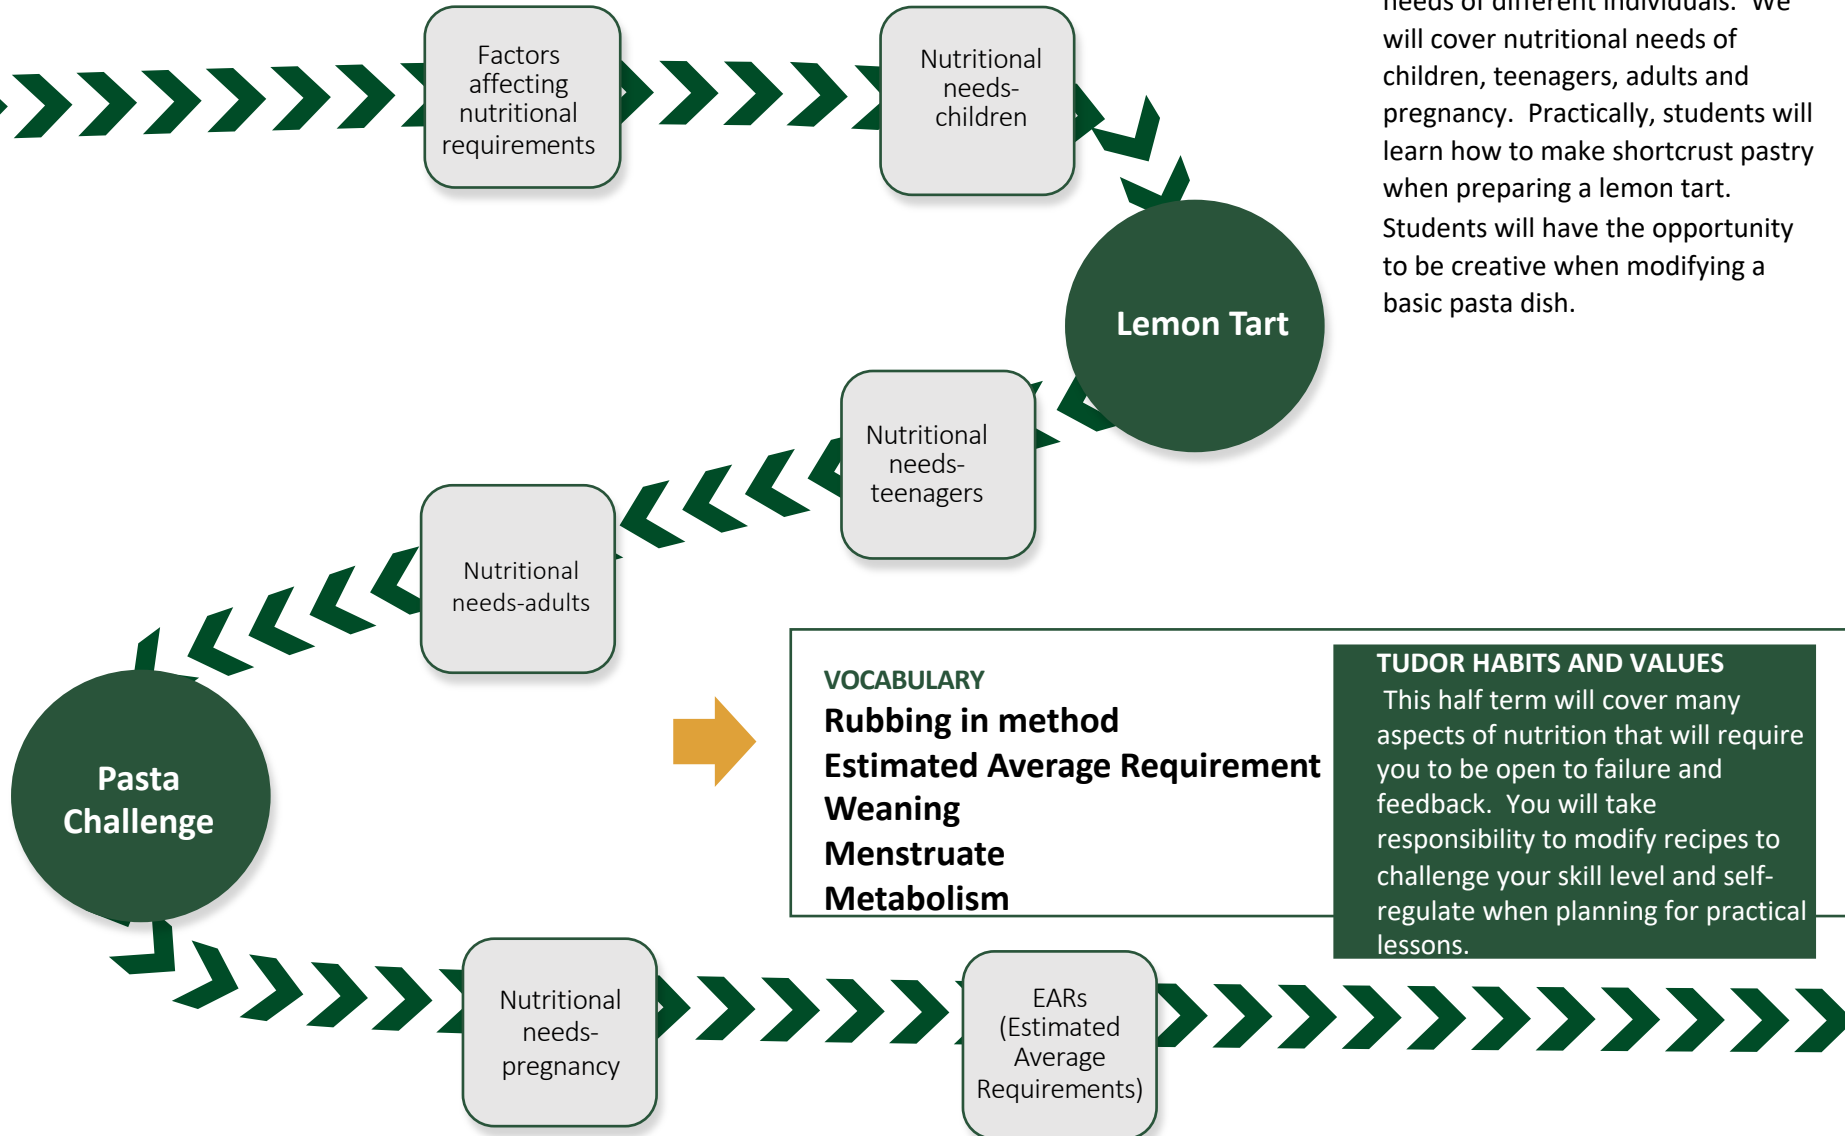 Factors
affecting
nutritional
requirements
Nutritional
needs-
children
needs of different individuals. We
will cover nutritional needs of
children, teenagers, adults and
pregnancy. Practically, students will
learn how to make shortcrust pastry
when preparing a lemon tart.
Students will have the opportunity
to be creative when modifying a
basic pasta dish.
Lemon Tart
Nutritional
needs-
teenagers
Nutritional
needs-adults
Pasta
Challenge
VOCABULARY
Rubbing in method
Estimated Average Requirement
Weaning
Menstruate
Metabolism
TUDOR HABITS AND VALUES
This half term will cover many
aspects of nutrition that will require
you to be open to failure and
feedback. You will take
responsibility to modify recipes to
challenge your skill level and self-
regulate when planning for practical
lessons.
Nutritional
needs-
pregnancy
EARs
(Estimated
Average
Requirements)